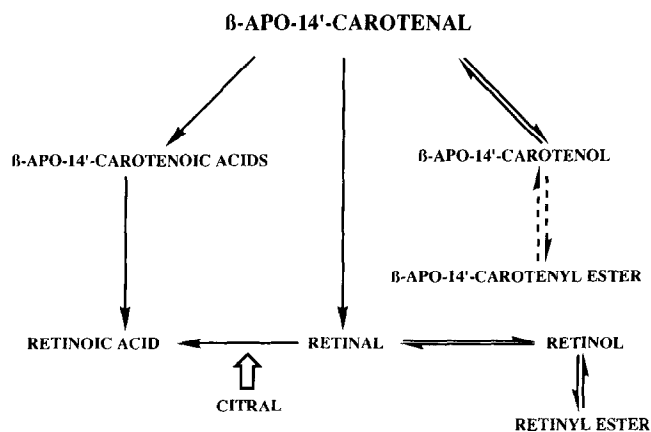 ß-APO-14'-CAROTENAL
ß-APO-14'-CAROTENOIC ACIDS
ß-APO-14'-CAROTENOL
ß-APO-14'-CAROTENYL ESTER
RETINOIC ACID
RETINAL
RETINOL
CITRAL
RETINYL ESTER